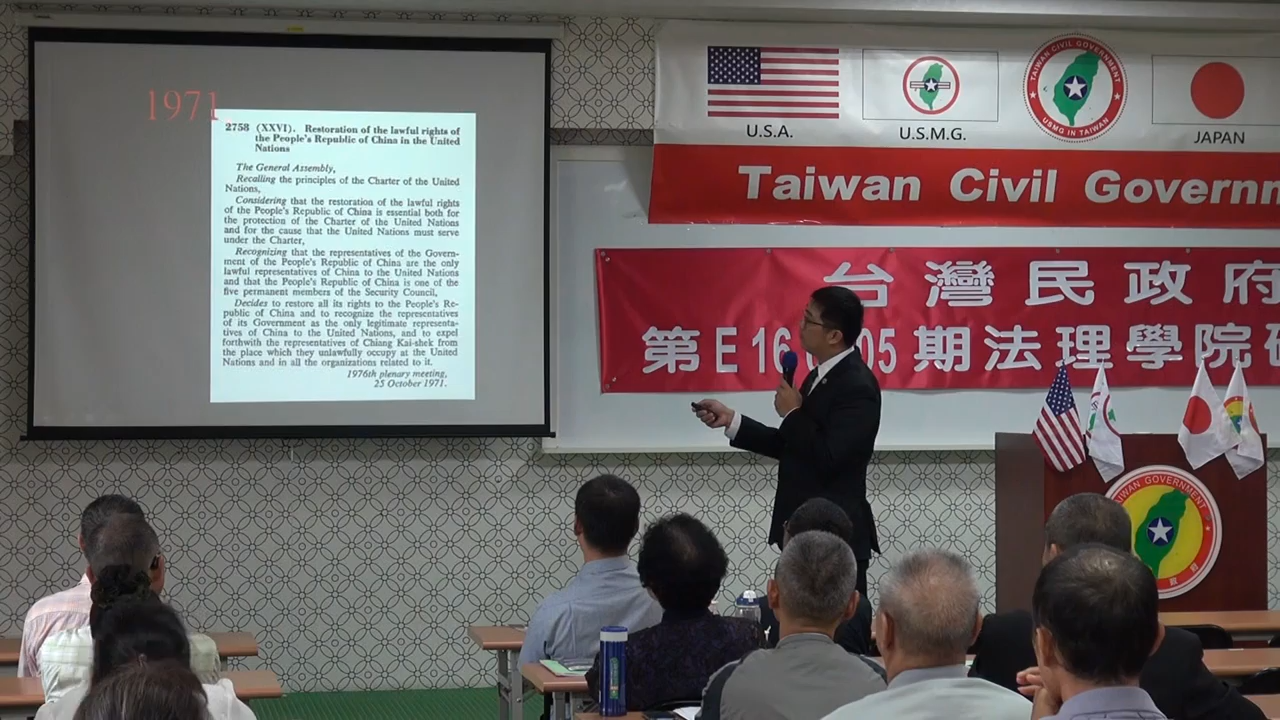 1971
2758 (XXVI). Restoration of the lawful rights of
the People's Republic of China in the United
Nations
The General Assembly,
Recalling the principles of the Charter of the United
Nations,
Considering that the restoration of the lawful rights
of the People's Republic of China is essential both for
the protection of the Charter of the United Nations
and for the cause that the United Nations must serve
under the Charter,
Recognizing that the representatives of the Govern-
ment of the People's Republic of China are the only
lawful representatives of China to the United Nations
and that the People's Republic of China is one of the
five permanent members of the Security Council,
Decides to restore all its rights to the People's Re-
public of China and to recognize the representatives
of its Government as the only legitimate representa-
tives of China to the United Nations, and to expel
forthwith the representatives of Chiang Kai-shek from
the place which they unlawfully occupy at the United
Nations and in all the organizations related to it.
1976th plenary meeting,
25 October 1971.
TAIWAN CIVIL GOVERNMENT
USMG IN TAIWAN
U.S.A.
U.S.M.G.
JAPAN
Taiwan Civil Governm
台灣民政府
第E16 05期法理學院
TAIWAN GOVERNMENT
政府